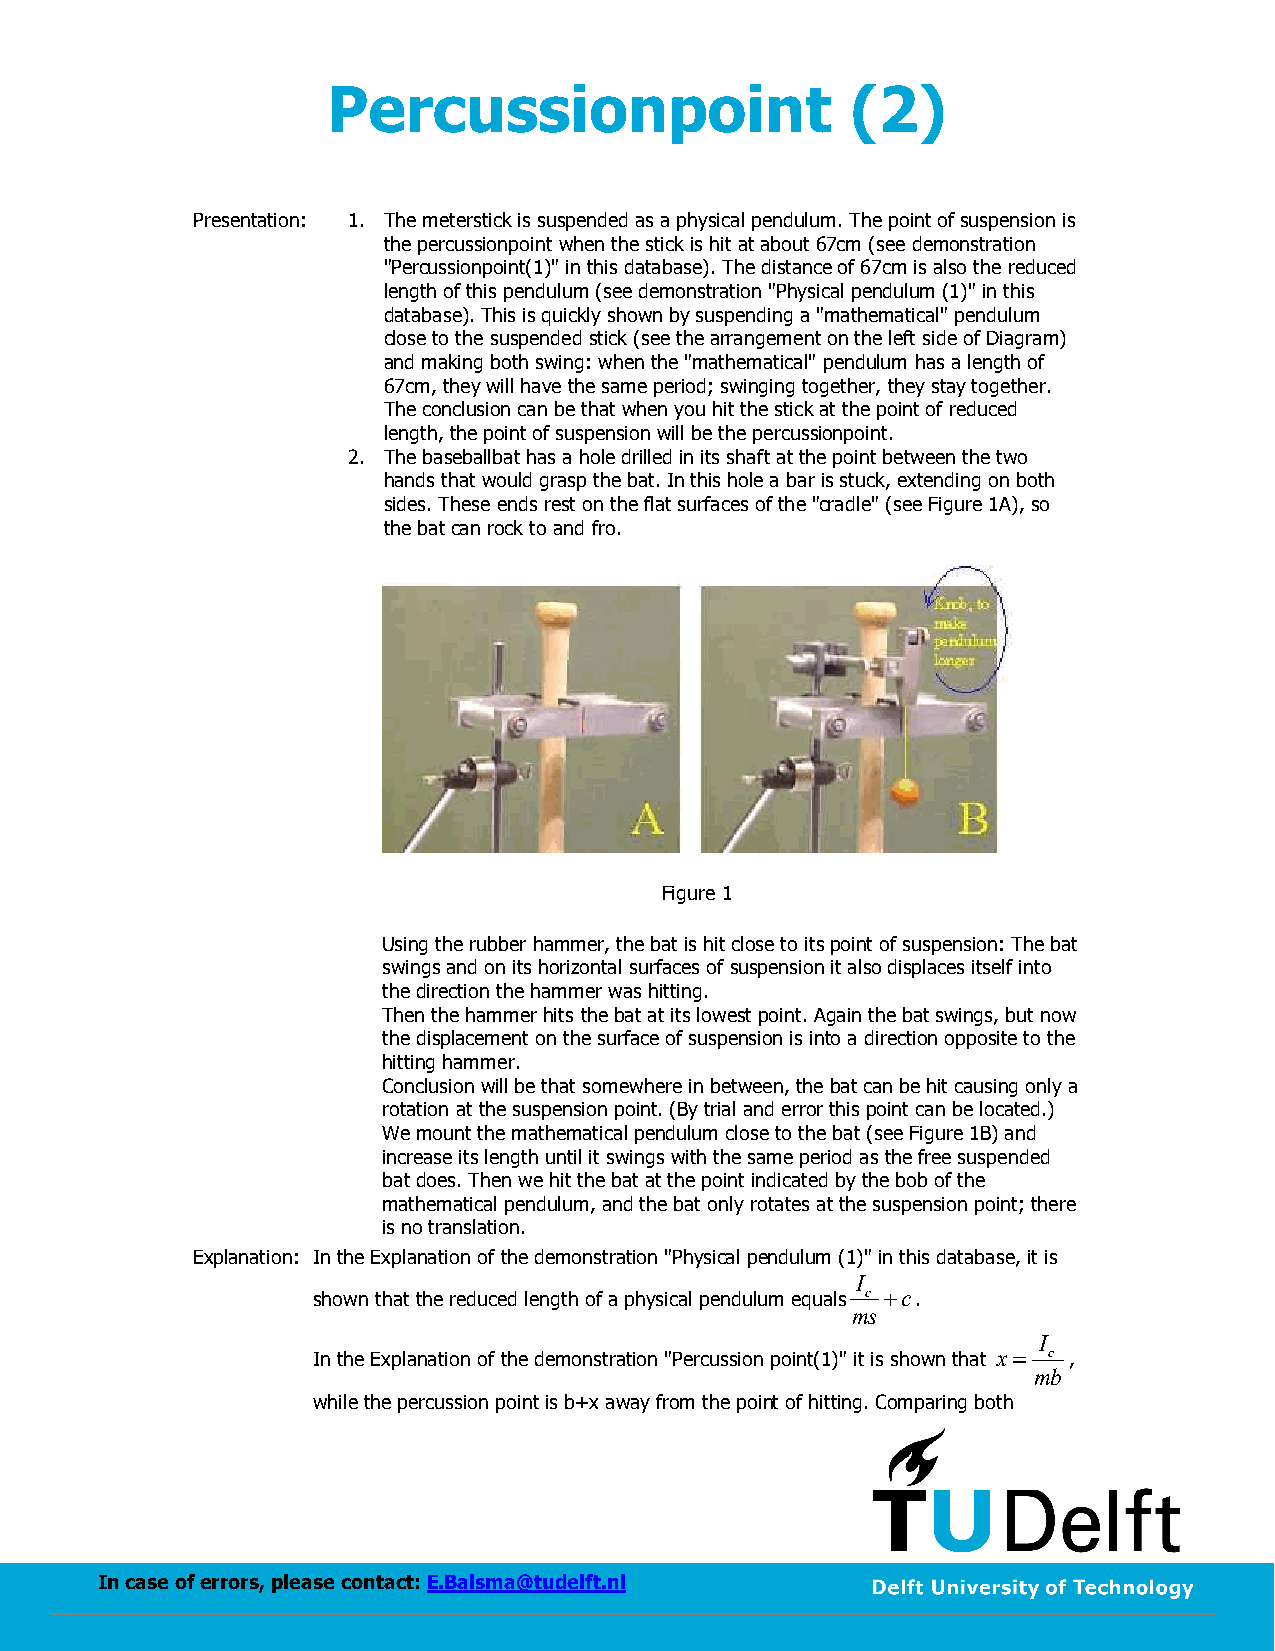 Percussionpoint (2)
Presentation: 1. The meterstick is suspended as a physical pendulum. The point of suspension is
the percussionpoint when the stick is hit at about 67cm (see demonstration
"Percussionpoint(1)" in this database). The distance of 67cm is also the reduced
length of this pendulum (see demonstration "Physical pendulum (1)" in this
database). This is quickly shown by suspending a "mathematical" pendulum
close to the suspended stick (see the arrangement on the left side of Diagram)
and making both swing: when the "mathematical" pendulum has a length of
67cm, they will have the same period; swinging together, they stay together.
The conclusion can be that when you hit the stick at the point of reduced
length, the point of suspension will be the percussionpoint.
2. The baseballbat has a hole drilled in its shaft at the point between the two
hands that would grasp the bat. In this hole a bar is stuck, extending on both
sides. These ends rest on the flat surfaces of the "cradle" (see Figure 1A), so
the bat can rock to and fro.
Knob, to
make
pendulum
longer
A
B
Figure 1
Using the rubber hammer, the bat is hit close to its point of suspension: The bat
swings and on its horizontal surfaces of suspension it also displaces itself into
the direction the hammer was hitting.
Then the hammer hits the bat at its lowest point. Again the bat swings, but now
the displacement on the surface of suspension is into a direction opposite to the
hitting hammer.
Conclusion will be that somewhere in between, the bat can be hit causing only a
rotation at the suspension point. (By trial and error this point can be located.)
We mount the mathematical pendulum close to the bat (see Figure 1B) and
increase its length until it swings with the same period as the free suspended
bat does. Then we hit the bat at the point indicated by the bob of the
mathematical pendulum, and the bat only rotates at the suspension point; there
is no translation.
Explanation: In the Explanation of the demonstration "Physical pendulum (1)" in this database, it is
shown that the reduced length of a physical pendulum equals I_c/ms + c.
In the Explanation of the demonstration "Percussion point(1)" it is shown that x = I_c/mb ,
while the percussion point is b+x away from the point of hitting. Comparing both
TUDelft
In case of errors, please contact: E.Balsma@tudelft.nl
Delft University of Technology